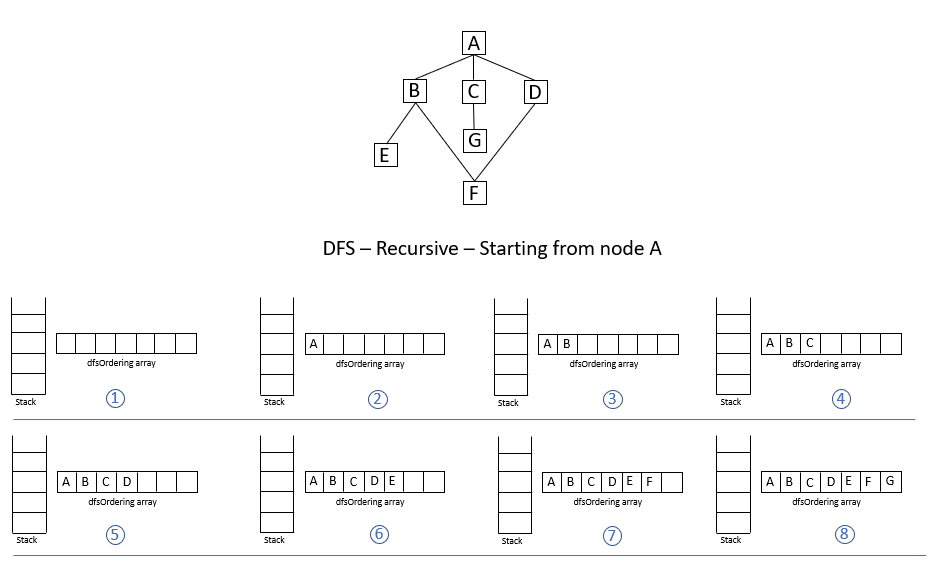 A
B C D
G
E
F
DFS – Recursive – Starting from node A
A
A B
A B C
dfsOrdering array
dfsOrdering array
dfsOrdering array
dfsOrdering array
Stack
1
Stack
2
Stack
3
Stack
4
A B C D
A B C D E
A B C D E F
A B C D E F G
dfsOrdering array
dfsOrdering array
dfsOrdering array
dfsOrdering array
Stack
5
Stack
6
Stack
7
Stack
8